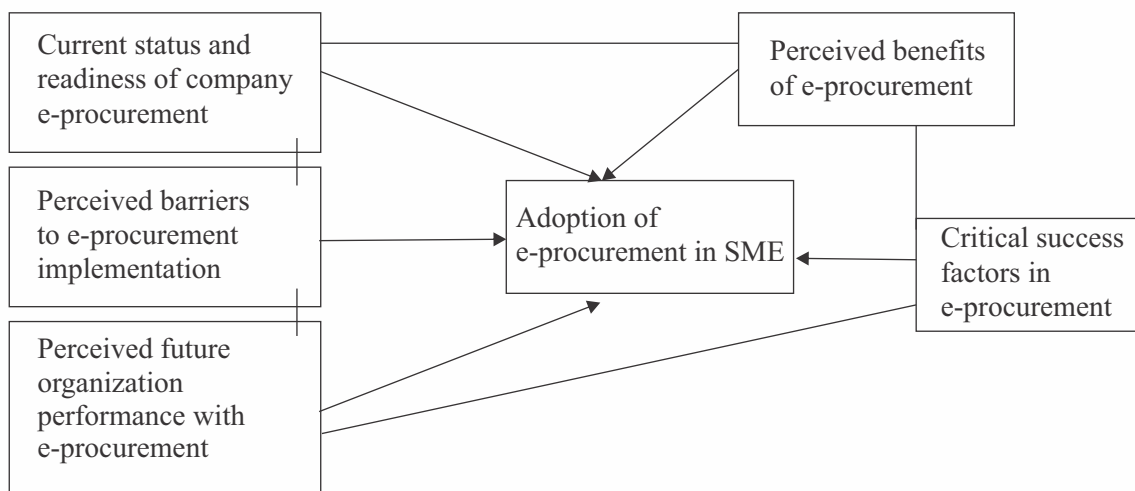 Current status and
readiness of company
e-procurement
Perceived benefits
of e-procurement
Perceived barriers
to e-procurement
implementation
Adoption of
e-procurement in SME
Critical success
factors in
e-procurement
Perceived future
organization
performance with
e-procurement